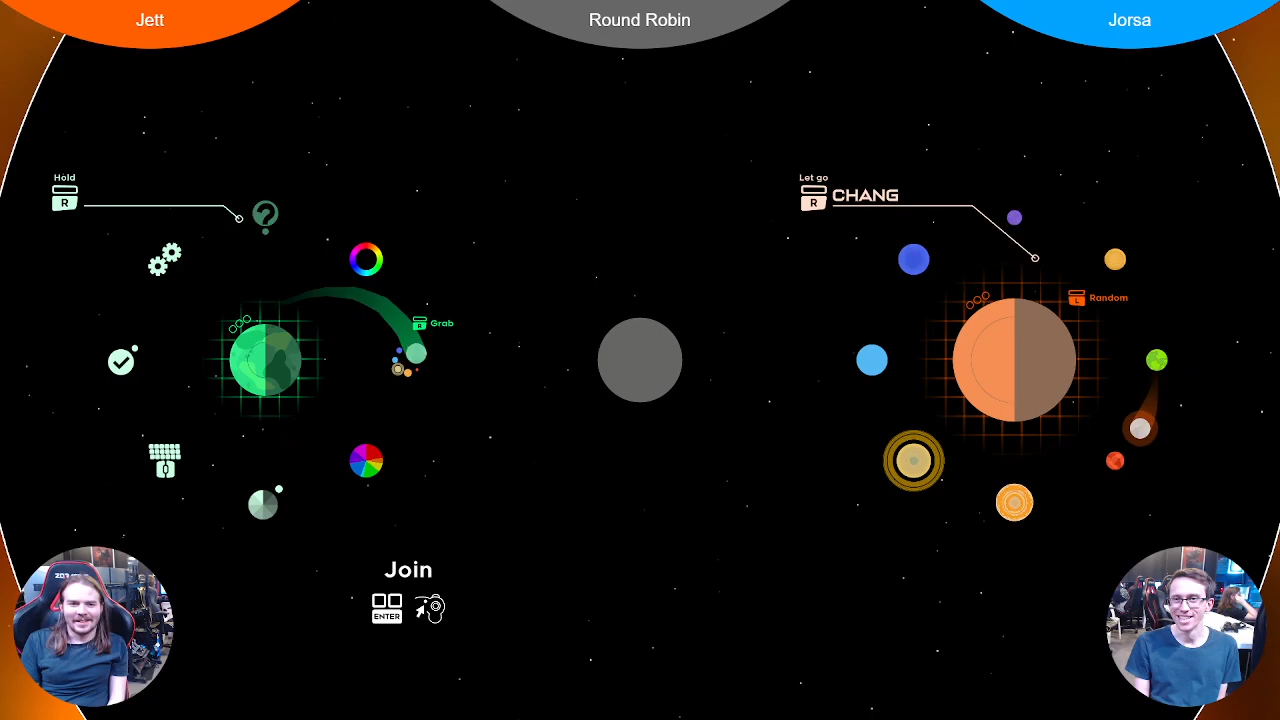 Jett
Round Robin
Jorsa
Hold
R
Let go
R
CHANG
R
Grab
L
Random
Join
ENTER